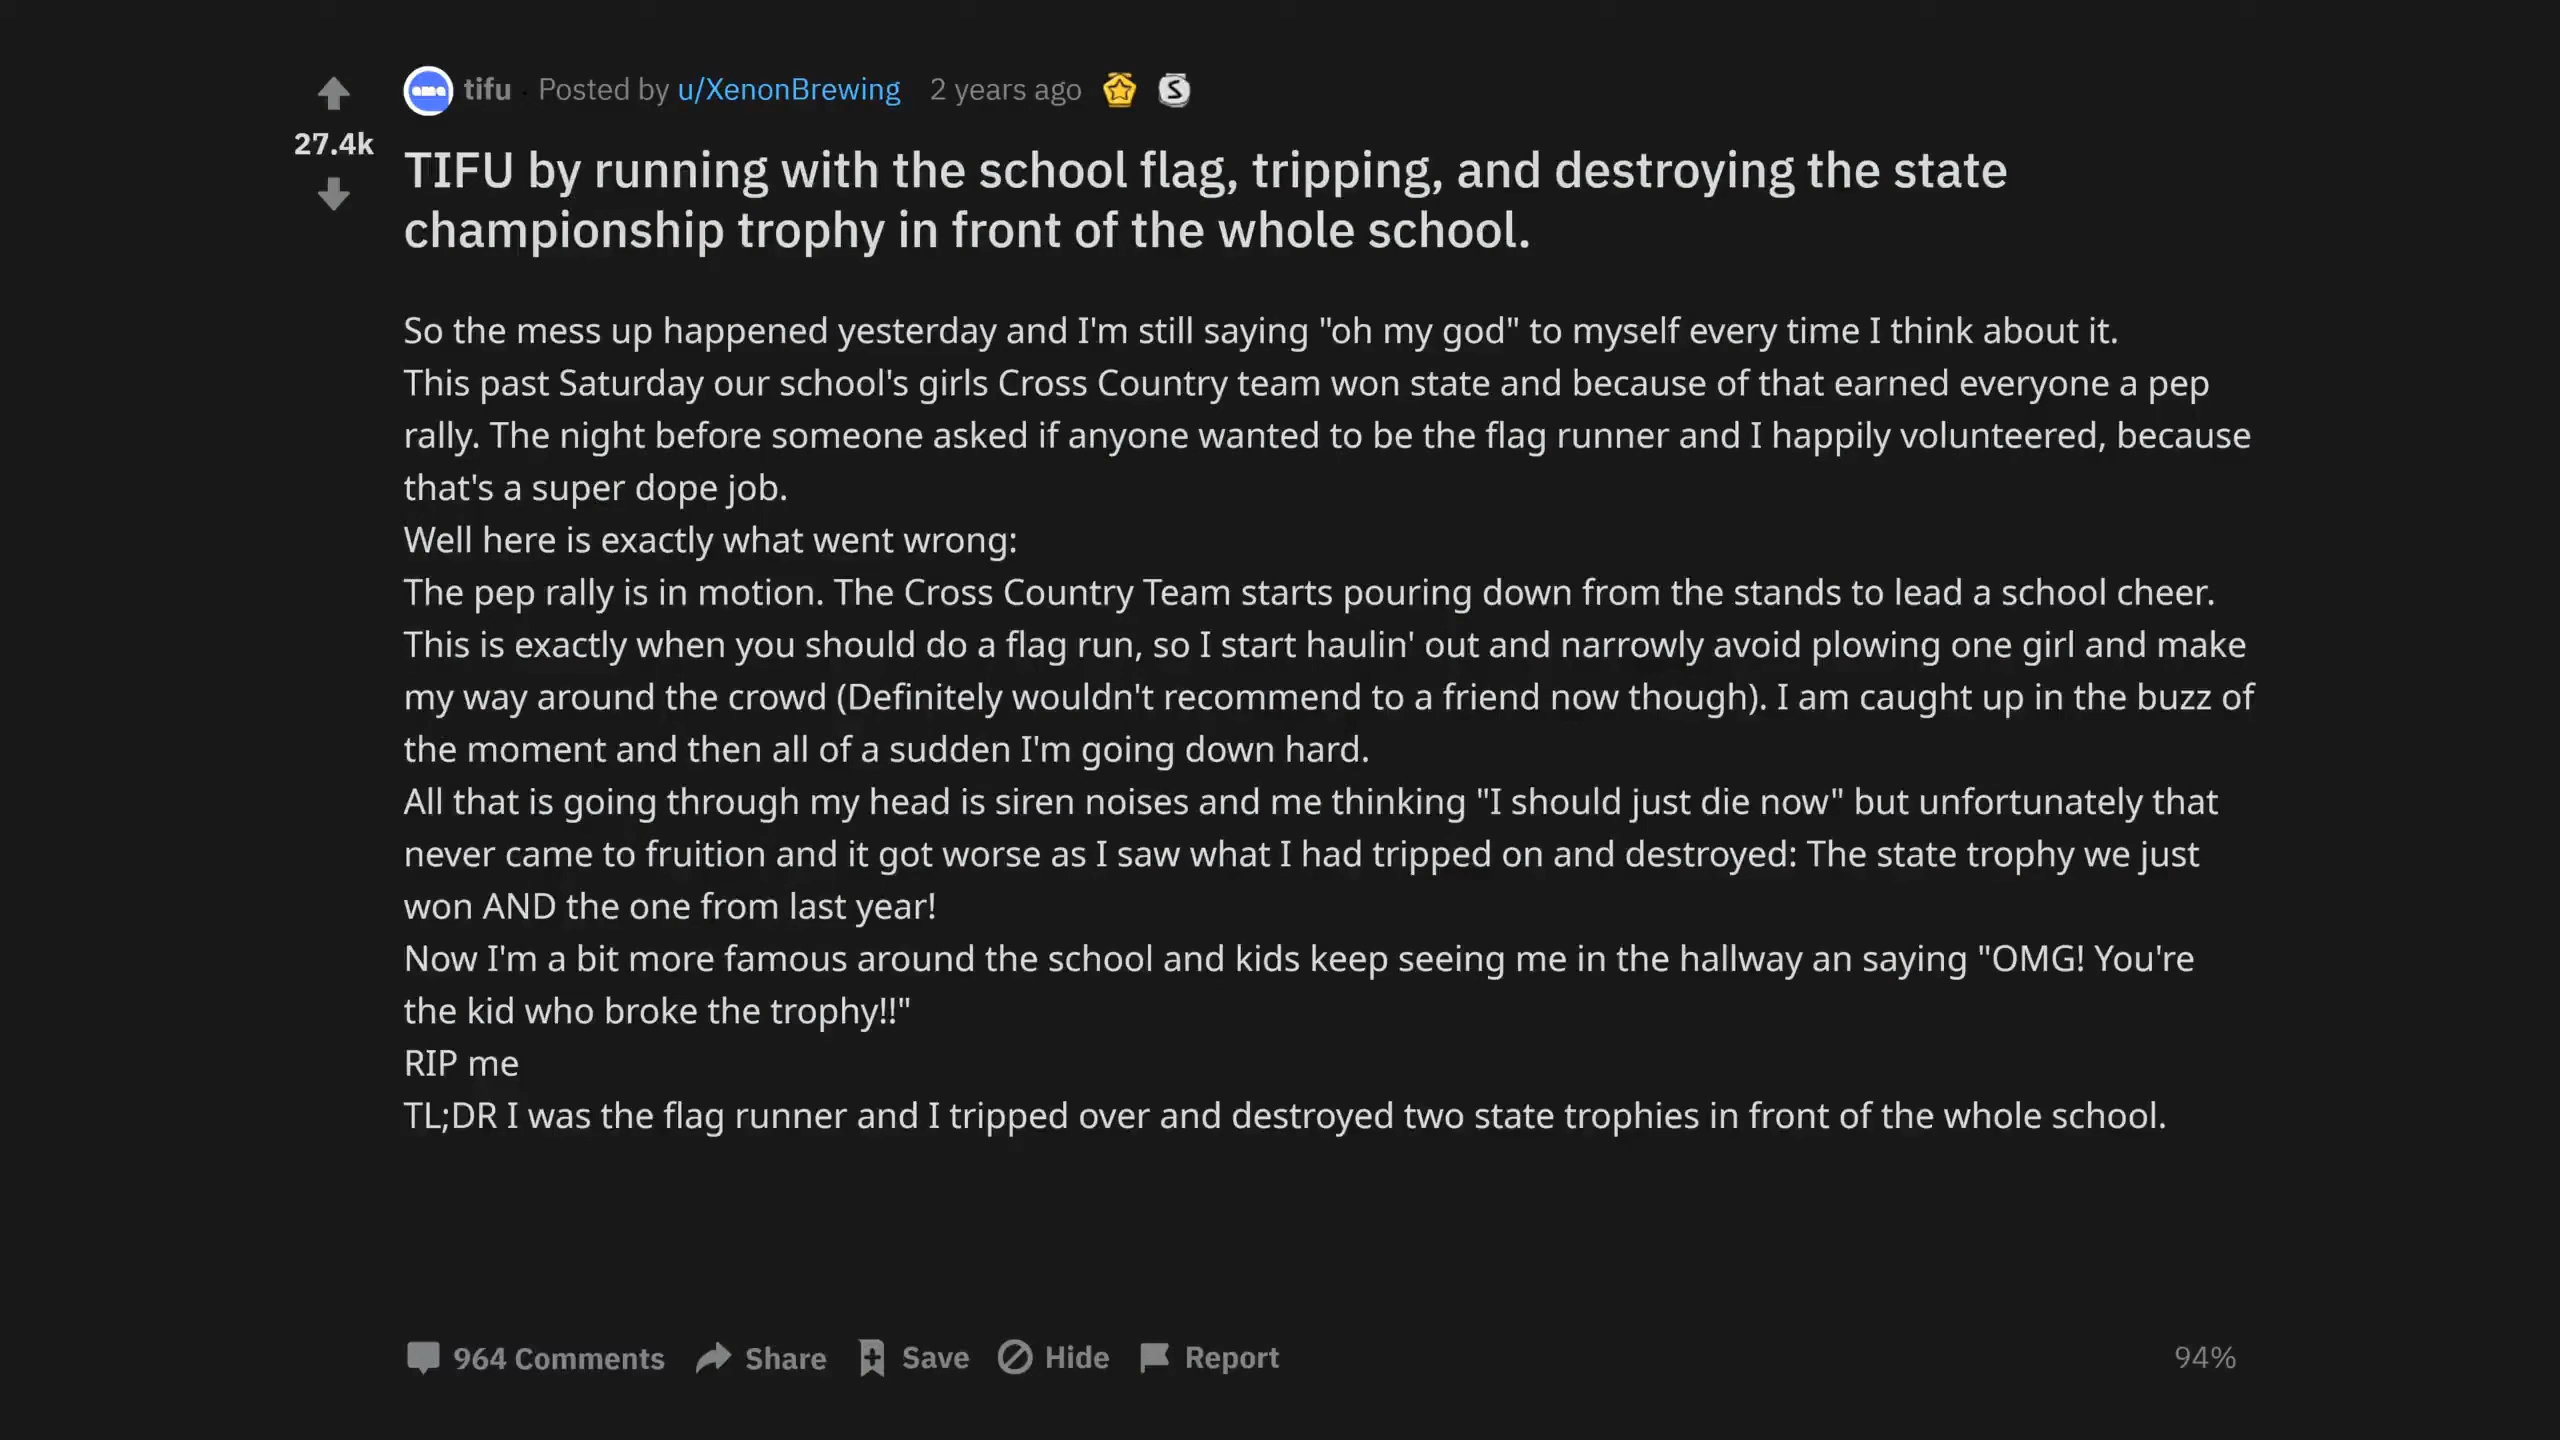 tifu · Posted by u/XenonBrewing 2 years ago
27.4k
TIFU by running with the school flag, tripping, and destroying the state
championship trophy in front of the whole school.
So the mess up happened yesterday and I'm still saying "oh my god" to myself every time I think about it.
This past Saturday our school's girls Cross Country team won state and because of that earned everyone a pep
rally. The night before someone asked if anyone wanted to be the flag runner and I happily volunteered, because
that's a super dope job.
Well here is exactly what went wrong:
The pep rally is in motion. The Cross Country Team starts pouring down from the stands to lead a school cheer.
This is exactly when you should do a flag run, so I start haulin' out and narrowly avoid plowing one girl and make
my way around the crowd (Definitely wouldn't recommend to a friend now though). I am caught up in the buzz of
the moment and then all of a sudden I'm going down hard.
All that is going through my head is siren noises and me thinking "I should just die now" but unfortunately that
never came to fruition and it got worse as I saw what I had tripped on and destroyed: The state trophy we just
won AND the one from last year!
Now I'm a bit more famous around the school and kids keep seeing me in the hallway an saying "OMG! You're
the kid who broke the trophy!!"
RIP me
TL;DR I was the flag runner and I tripped over and destroyed two state trophies in front of the whole school.
964 Comments Share Save Hide Report 94%